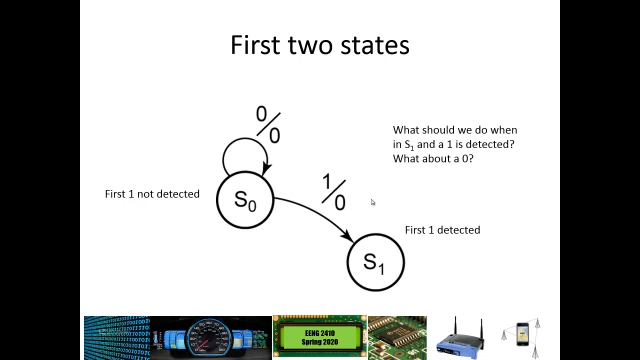 First two states
0/0
What should we do when
in S1 and a 1 is detected?
What about a 0?
First 1 not detected
S0
1/0
First 1 detected
S1
EENG 2410
Spring 2020